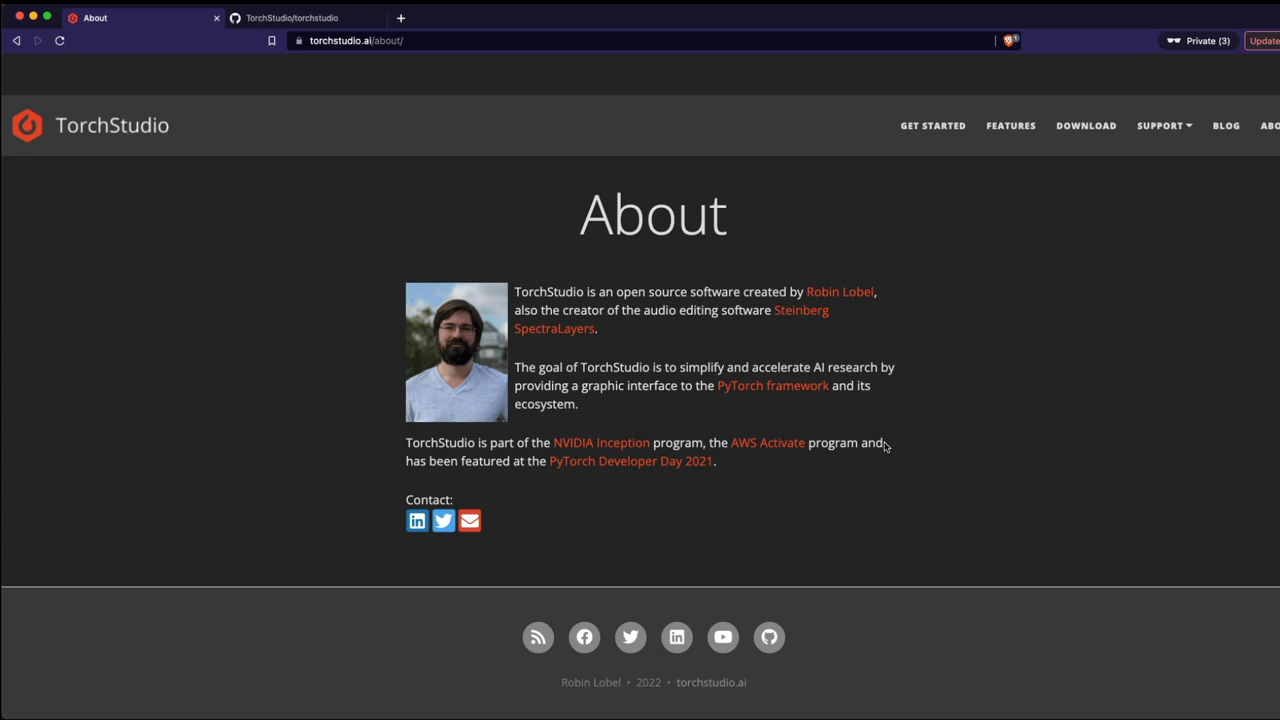 About
TorchStudio/torchstudio
torchstudio.ai/about/
1
Private (3)
Update
TorchStudio
GET STARTED
FEATURES
DOWNLOAD
SUPPORT
BLOG
ABO
About
TorchStudio is an open source software created by Robin Lobel,
also the creator of the audio editing software Steinberg
SpectraLayers.
The goal of TorchStudio is to simplify and accelerate AI research by
providing a graphic interface to the PyTorch framework and its
ecosystem.
TorchStudio is part of the NVIDIA Inception program, the AWS Activate program and
has been featured at the PyTorch Developer Day 2021.
Contact:
Robin Lobel • 2022 • torchstudio.ai